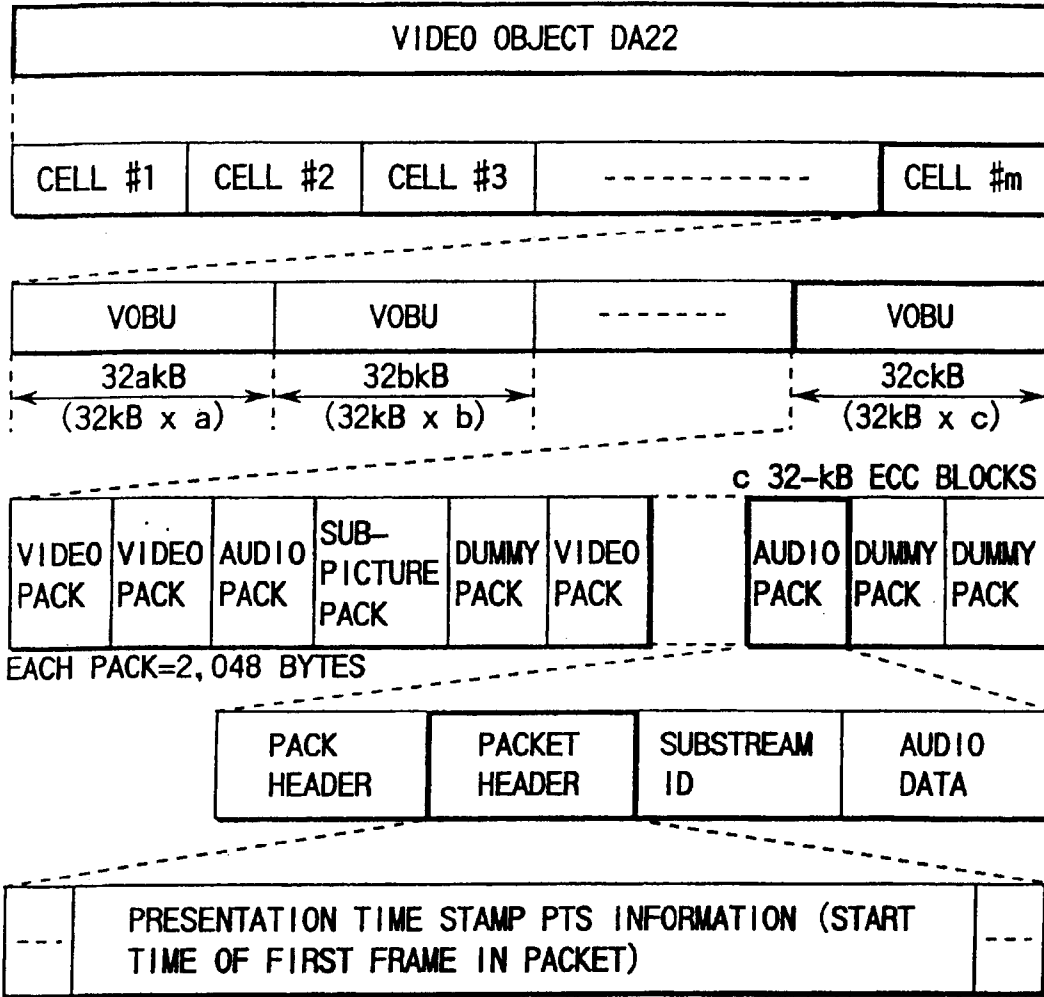 VIDEO OBJECT DA22
CELL #1 CELL #2 CELL #3 CELL #m
VOBU VOBU VOBU
32akB 32bkB 32ckB
(32kB x a) (32kB x b) (32kB x c)
c 32-kB ECC BLOCKS
VIDEO PACK
VIDEO PACK
AUDIO PACK
SUB-PICTURE PACK
DUMMY PACK
VIDEO PACK
AUDIO PACK
DUMMY PACK
DUMMY PACK
EACH PACK=2,048 BYTES
PACK HEADER
PACKET HEADER
SUBSTREAM ID
AUDIO DATA
PRESENTATION TIME STAMP PTS INFORMATION (START
TIME OF FIRST FRAME IN PACKET)